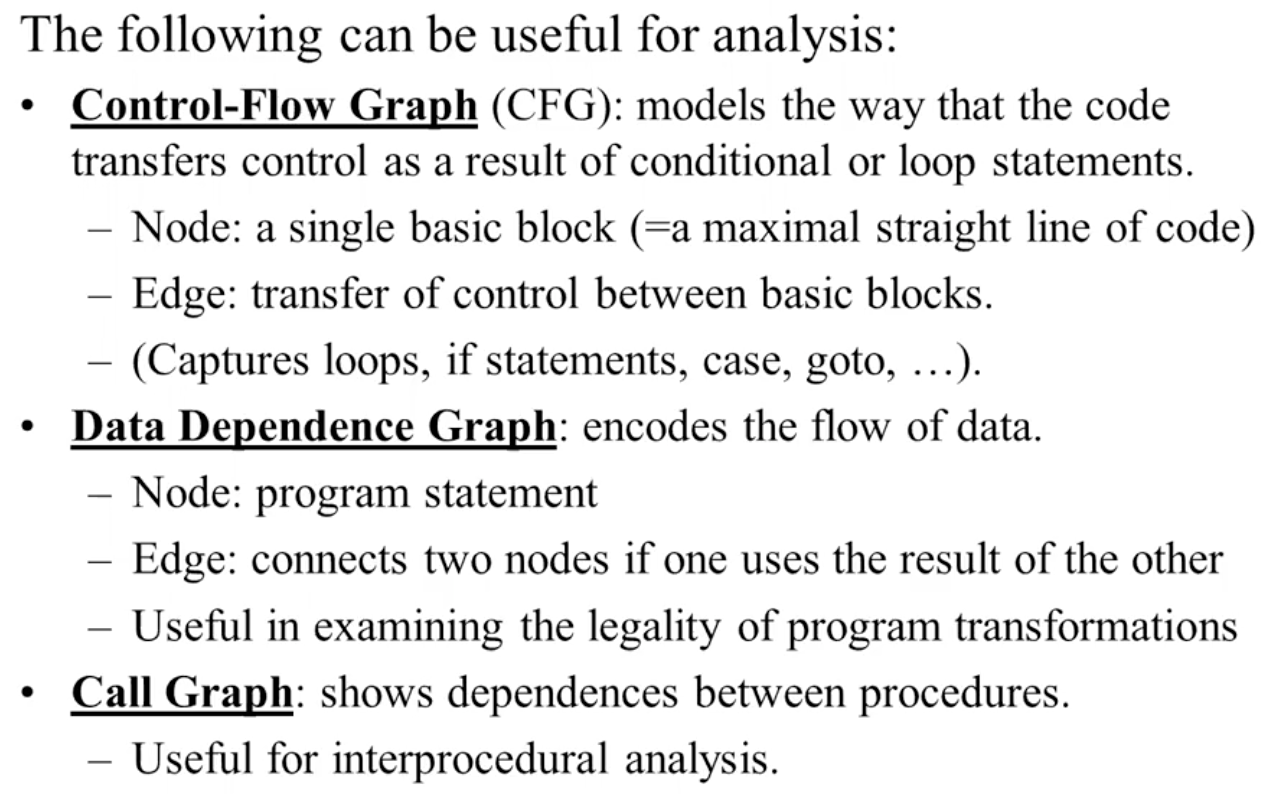 The following can be useful for analysis:
• Control-Flow Graph (CFG): models the way that the code
transfers control as a result of conditional or loop statements.
– Node: a single basic block (=a maximal straight line of code)
– Edge: transfer of control between basic blocks.
– (Captures loops, if statements, case, goto, …).
• Data Dependence Graph: encodes the flow of data.
– Node: program statement
– Edge: connects two nodes if one uses the result of the other
– Useful in examining the legality of program transformations
• Call Graph: shows dependences between procedures.
– Useful for interprocedural analysis.